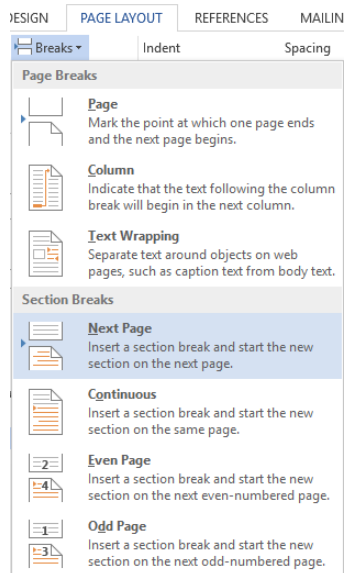 DESIGN PAGE LAYOUT REFERENCES MAILIN
Breaks Indent Spacing
Page Breaks
Page
Mark the point at which one page ends
and the next page begins.
Column
Indicate that the text following the column
break will begin in the next column.
Text Wrapping
Separate text around objects on web
pages, such as caption text from body text.
Section Breaks
Next Page
Insert a section break and start the new
section on the next page.
Continuous
Insert a section break and start the new
section on the same page.
Even Page
2
4
Insert a section break and start the new
section on the next even-numbered page.
Odd Page
1
3
Insert a section break and start the new
section on the next odd-numbered page.